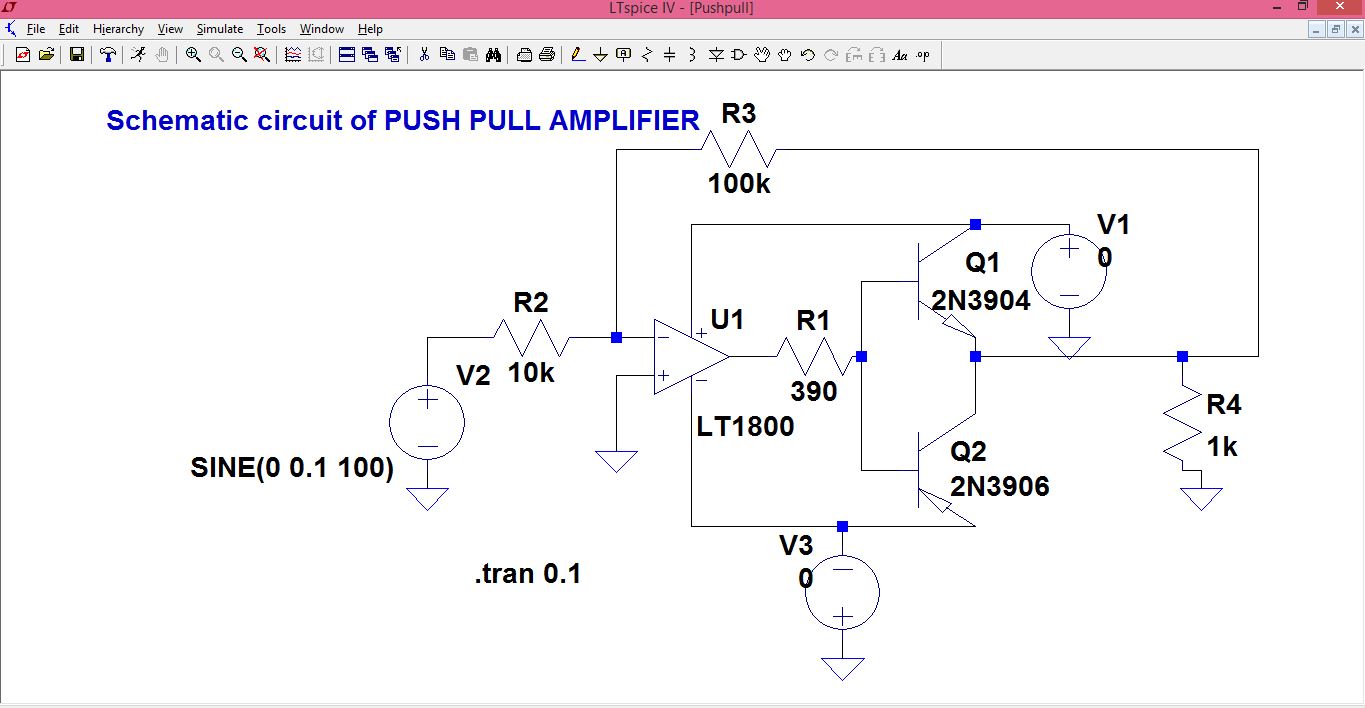 LTspice IV - [Pushpull]
File Edit Hierarchy View Simulate Tools Window Help
Aa .op
Schematic circuit of PUSH PULL AMPLIFIER
R3
100k
V1
0
Q1
2N3904
R2
10k
U1
LT1800
R1
390
V2
SINE(0 0.1 100)
R4
1k
Q2
2N3906
V3
0
.tran 0.1